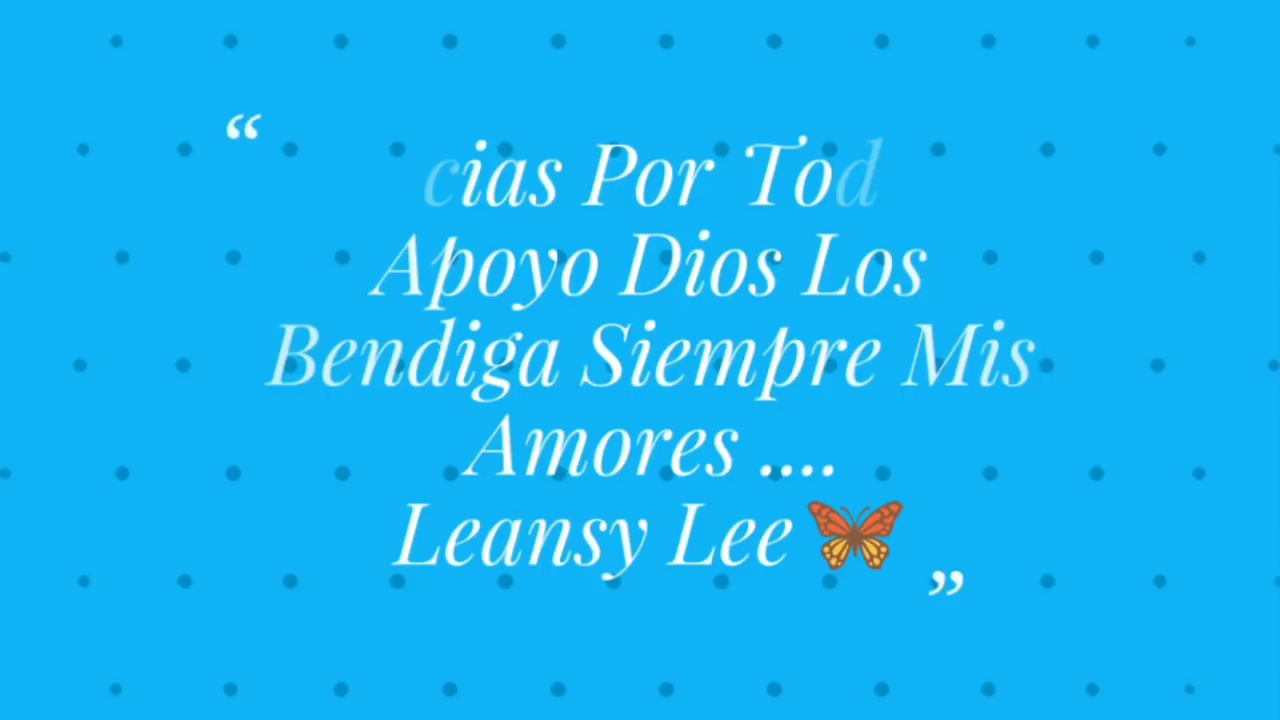 “
cias Por Tod
Apoyo Dios Los
Bendiga Siempre Mis
Amores ....
Leansy Lee 🦋
”